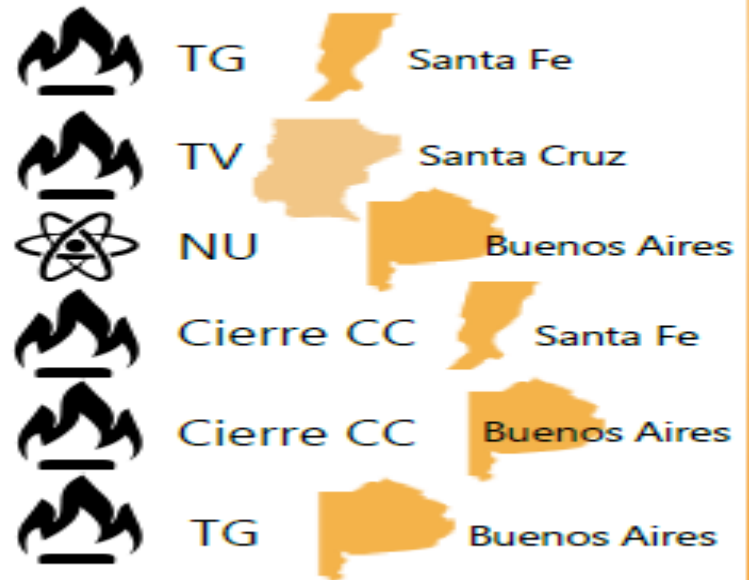 TG Santa Fe
TV Santa Cruz
NU Buenos Aires
Cierre CC Santa Fe
Cierre CC Buenos Aires
TG Buenos Aires